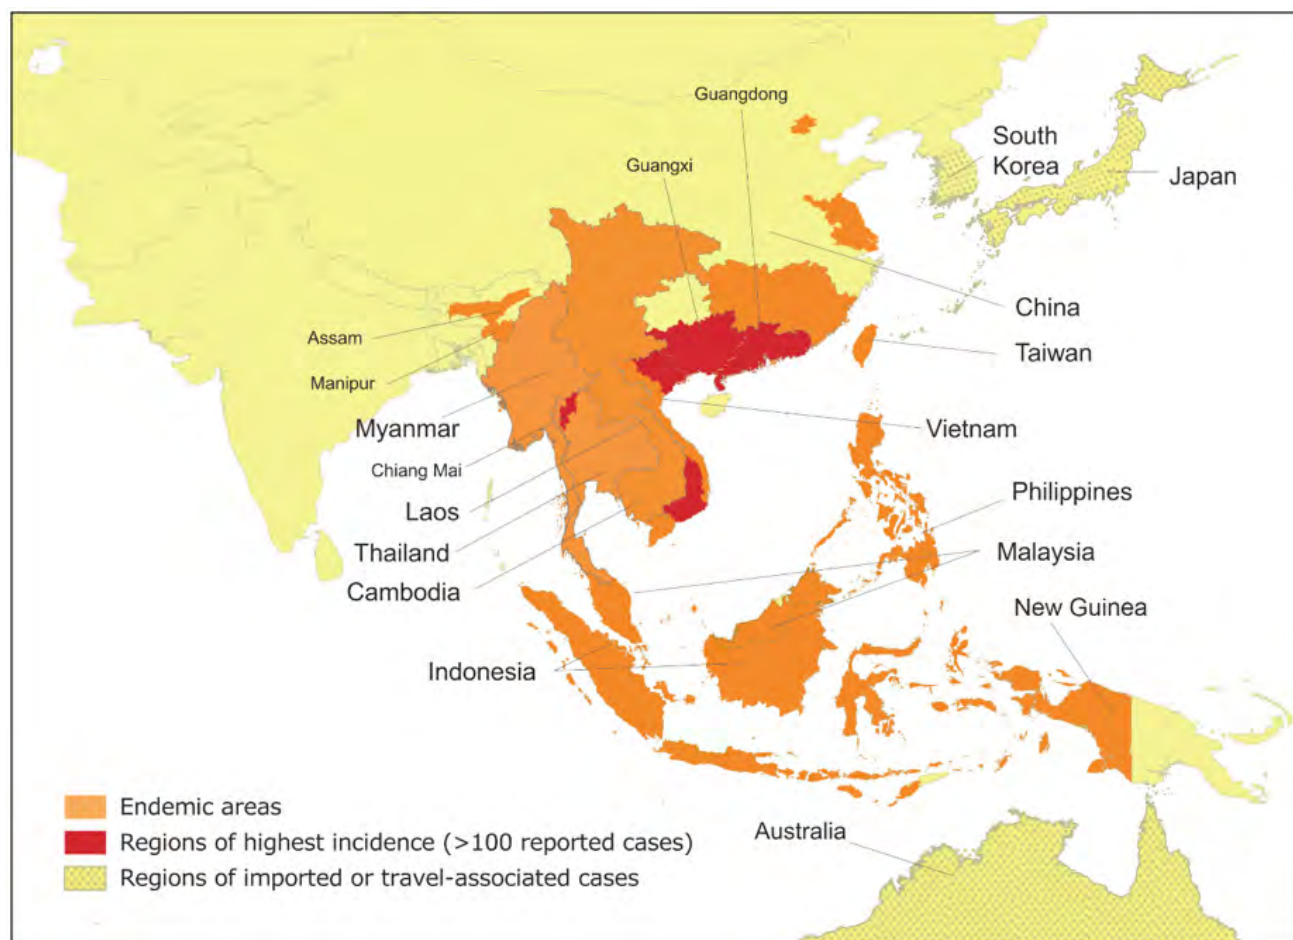 Guangdong
South
Korea
Guangxi
Japan
China
Assam
Taiwan
Manipur
Myanmar
Vietnam
Chiang Mai
Philippines
Laos
Thailand
Malaysia
Cambodia
New Guinea
Indonesia
Endemic areas
Regions of highest incidence (>100 reported cases)
Australia
Regions of imported or travel-associated cases